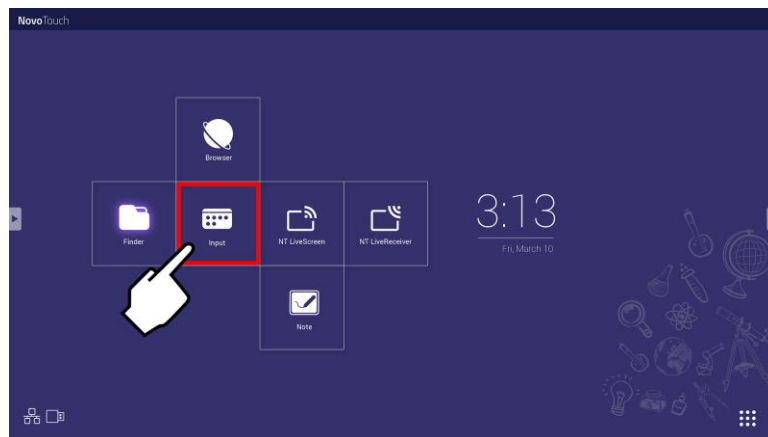 NovoTouch
Browser
Finder
Input
NT LiveScreen
NT LiveReceiver
3:13
Fri, March 10
Note